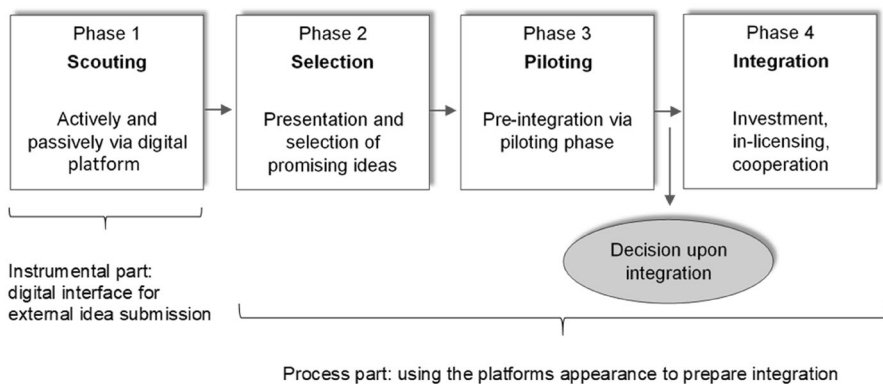 Phase 1
Scouting
Actively and
passively via digital
platform
Phase 2
Selection
Presentation and
selection of
promising ideas
Phase 3
Piloting
Pre-integration via
piloting phase
Phase 4
Integration
Investment,
in-licensing,
cooperation
Decision upon
integration
Instrumental part:
digital interface for
external idea submission
Process part: using the platforms appearance to prepare integration